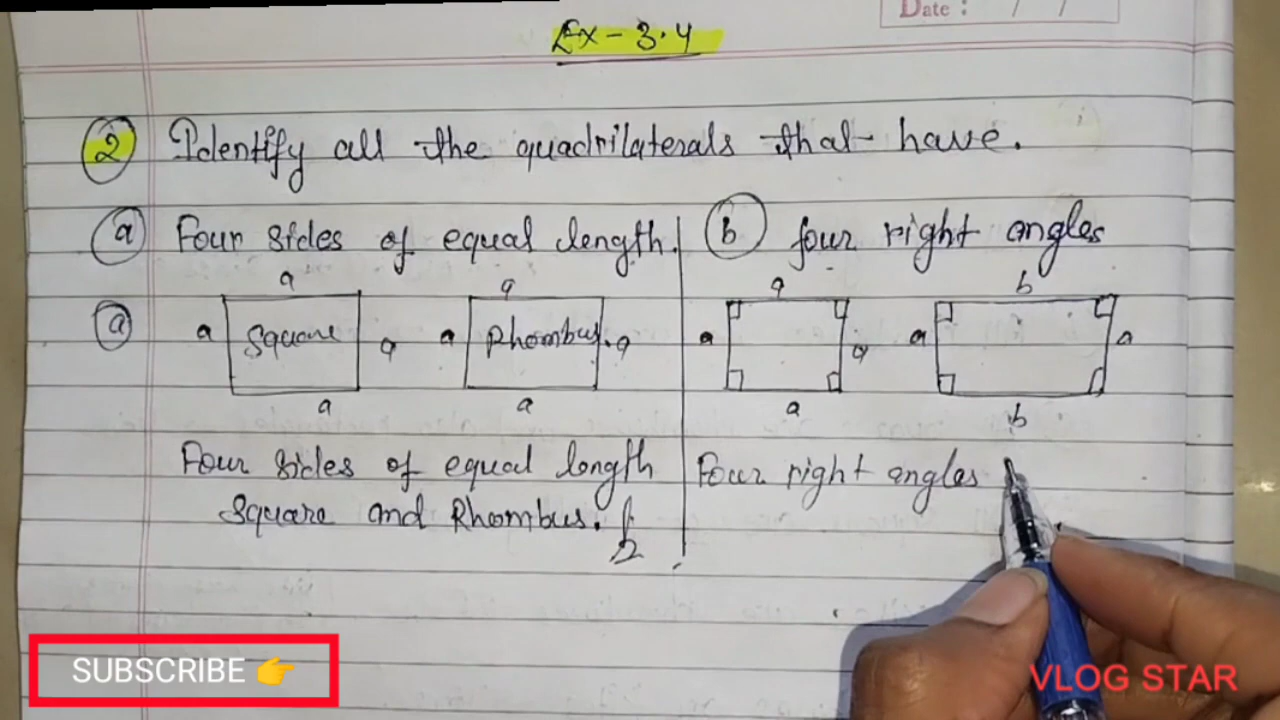 Date : / /
Ex - 3.4
2 Identify all the quadrilaterals that have.
a Four sides of equal length.
b four right angles
a
a
a Square a
a
a
a Rhombus. a
a
a
a a
a
b
a a
b
Four sides of equal length
Square and Rhombus.
Four right angles
SUBSCRIBE 👉
VLOG STAR